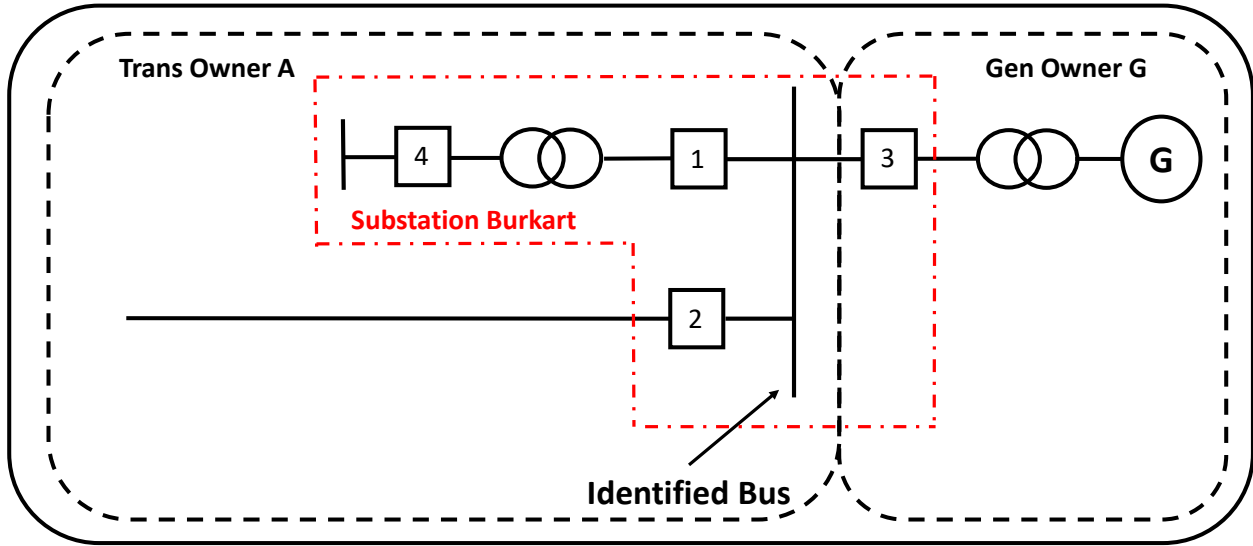 Trans Owner A
Gen Owner G
4
1
3
G
Substation Burkart
2
Identified Bus